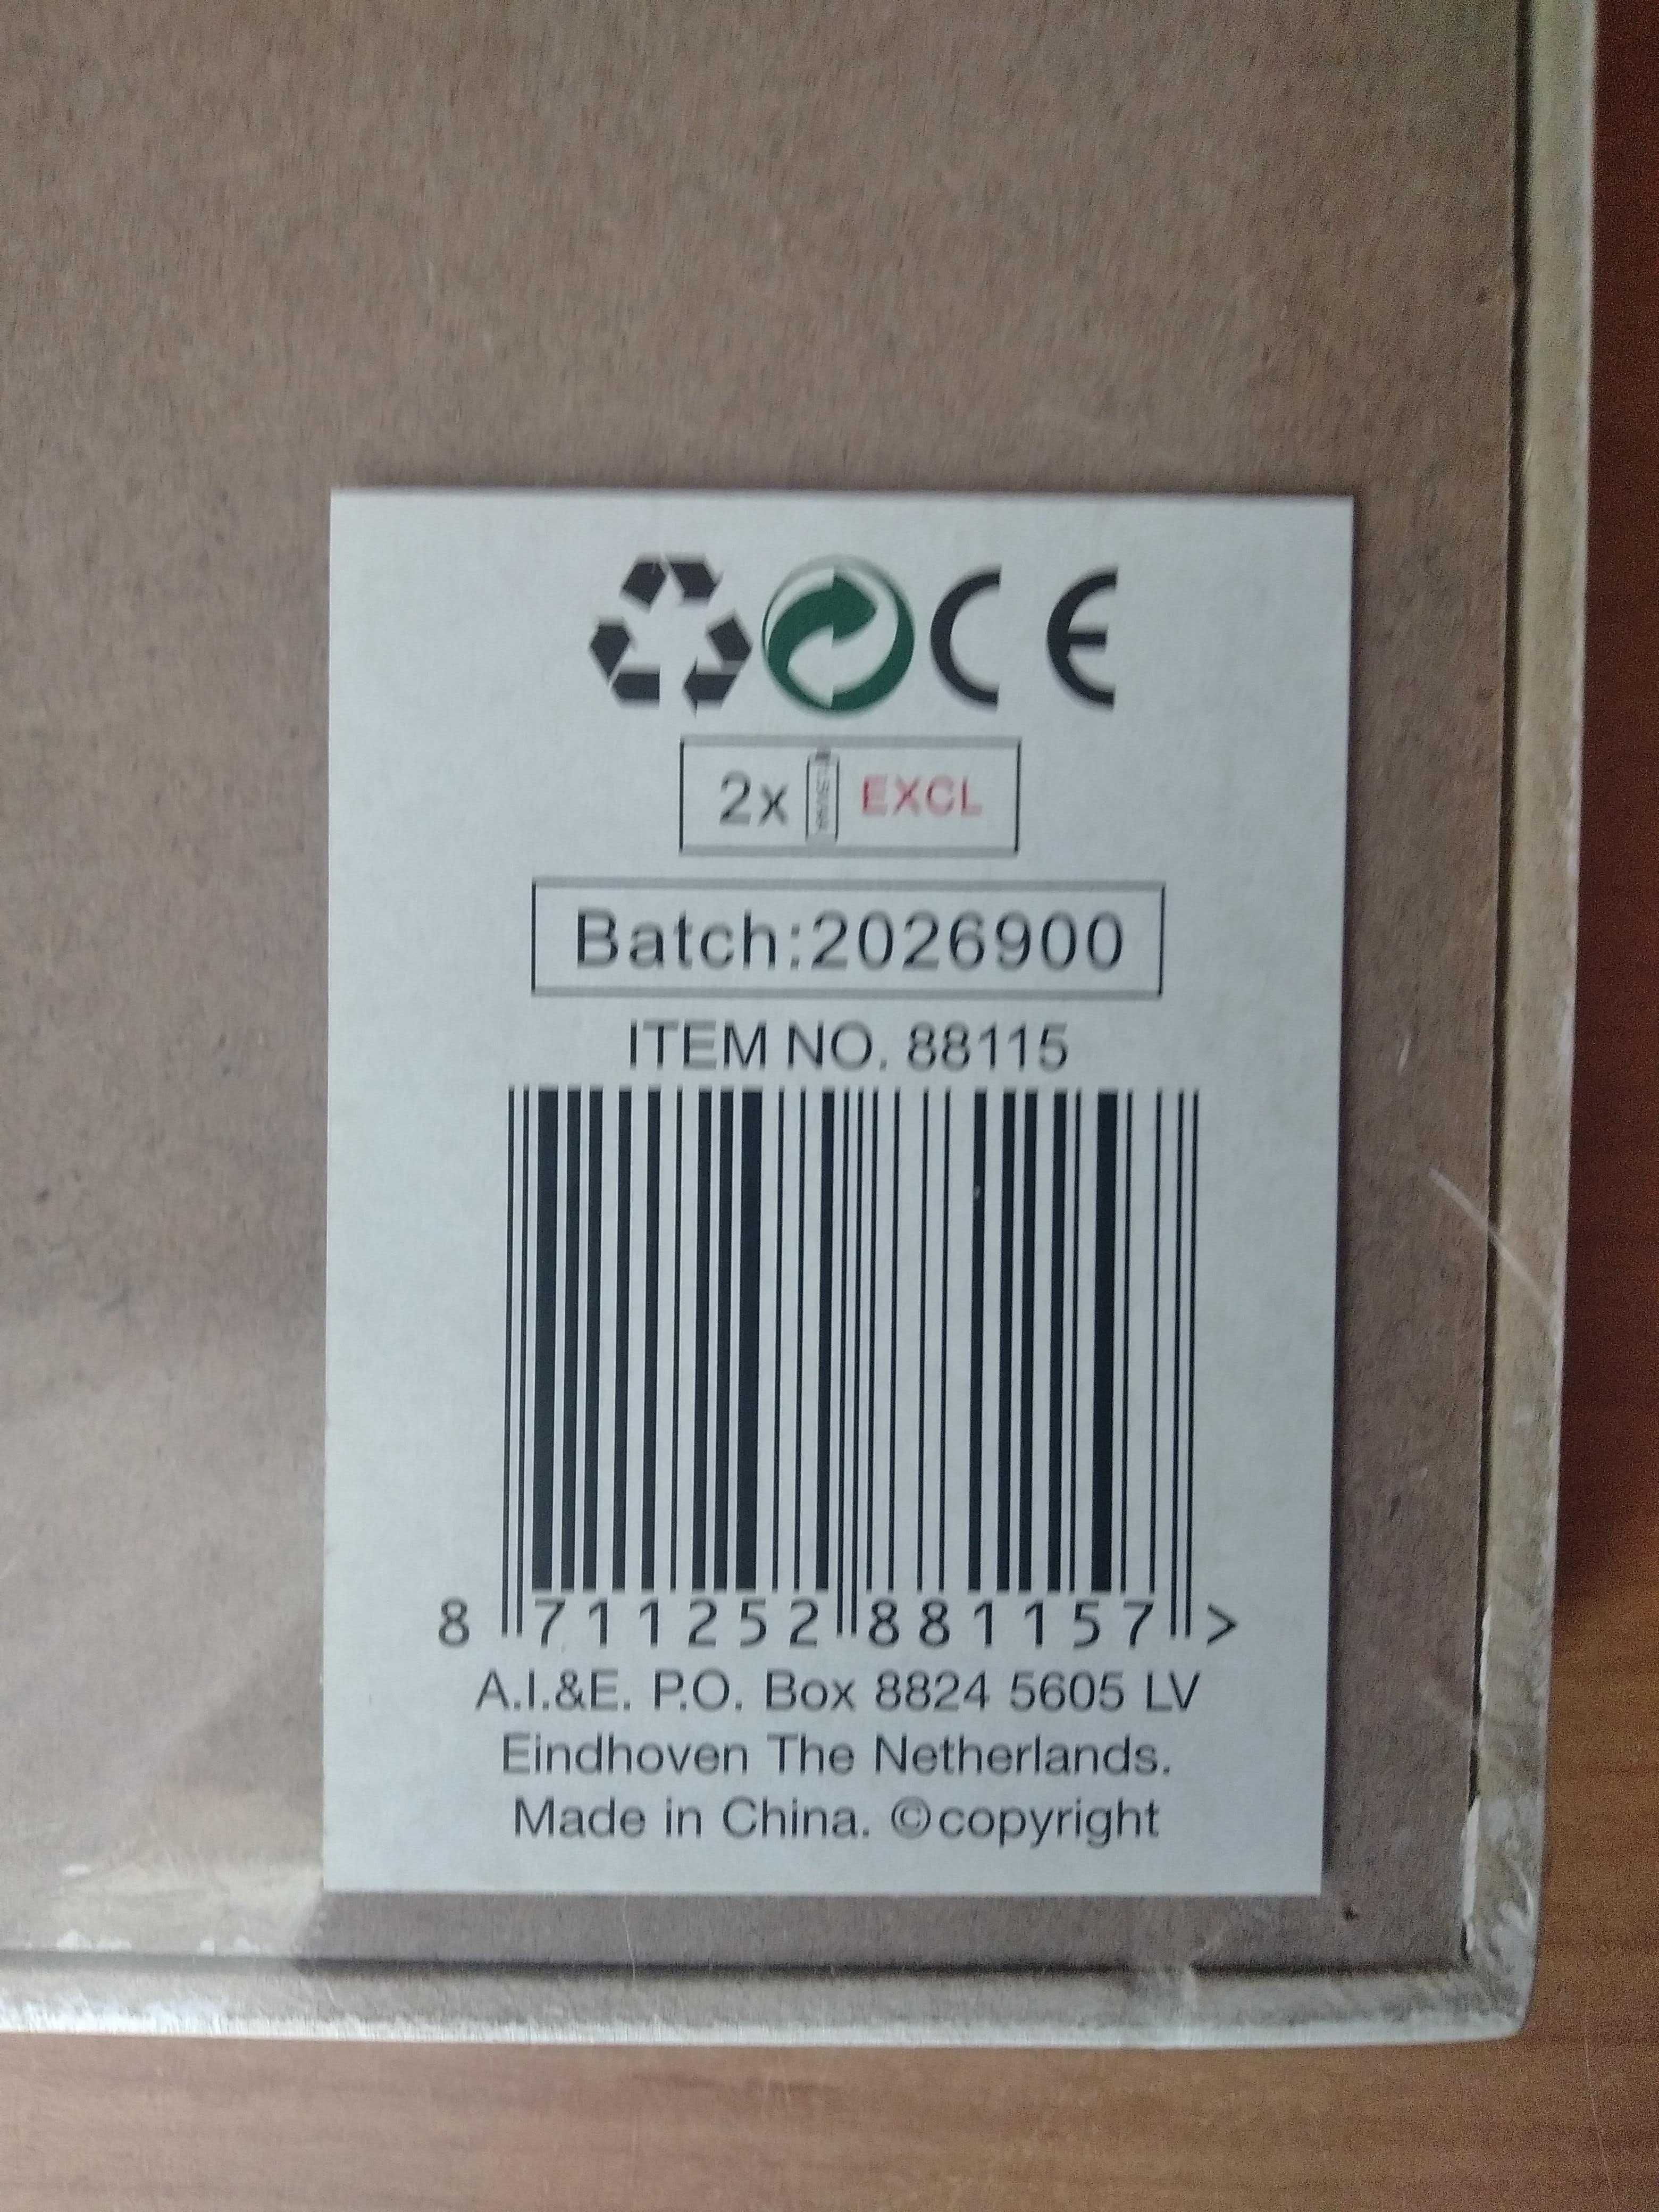 CE
2x EXCL
Batch:2026900
ITEM NO. 88115
8 711252 881157 >
A.I.&E. P.O. Box 8824 5605 LV
Eindhoven The Netherlands.
Made in China. ©copyright